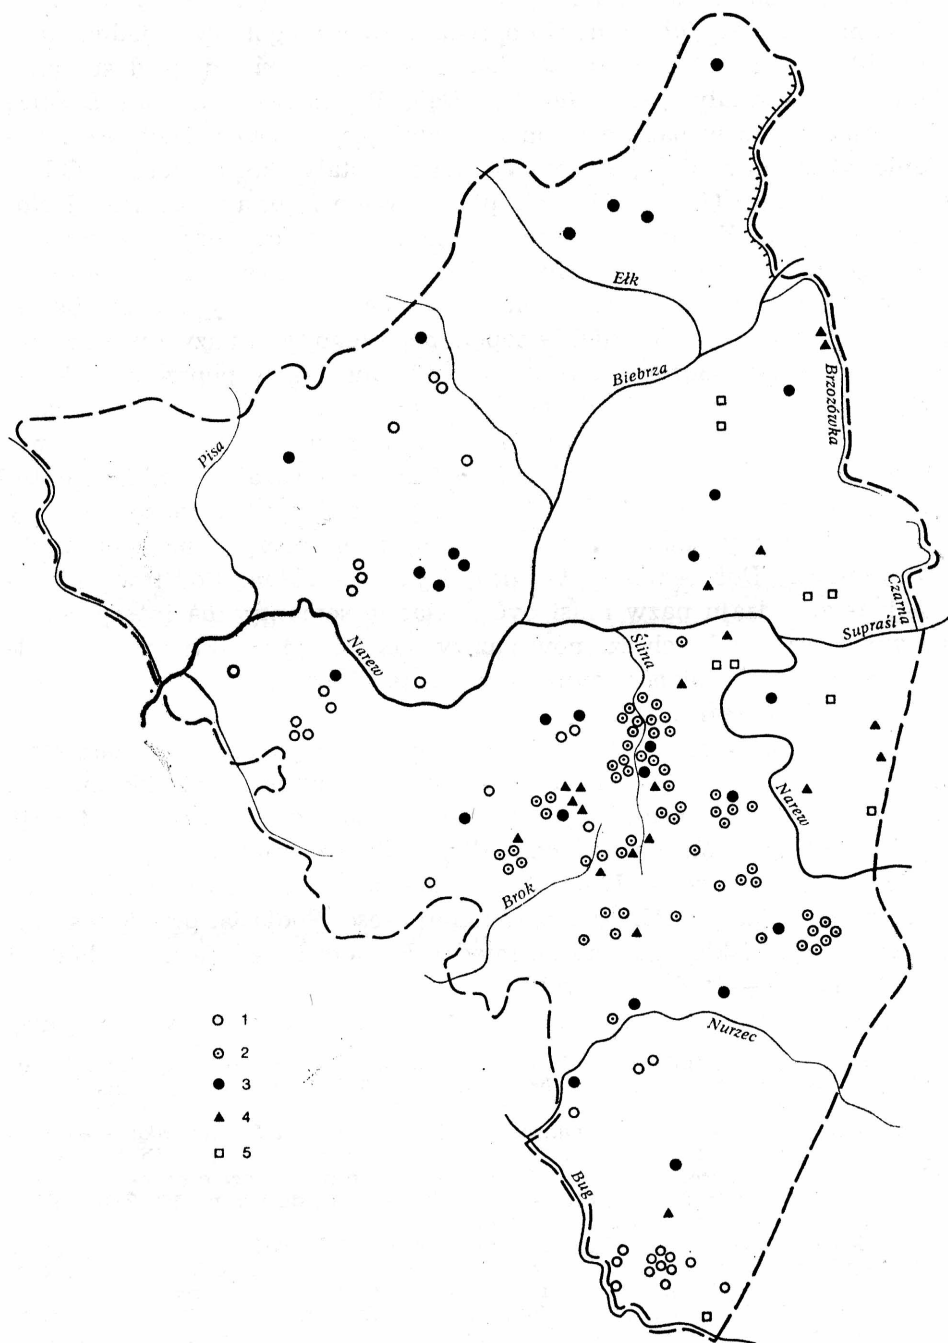 Ełk
Biebrza
Brzozówka
Pisa
Czarna
Supraśl
Narew
Ślina
Narew
Brok
1
2
3
4
5
Nurzec
Bug